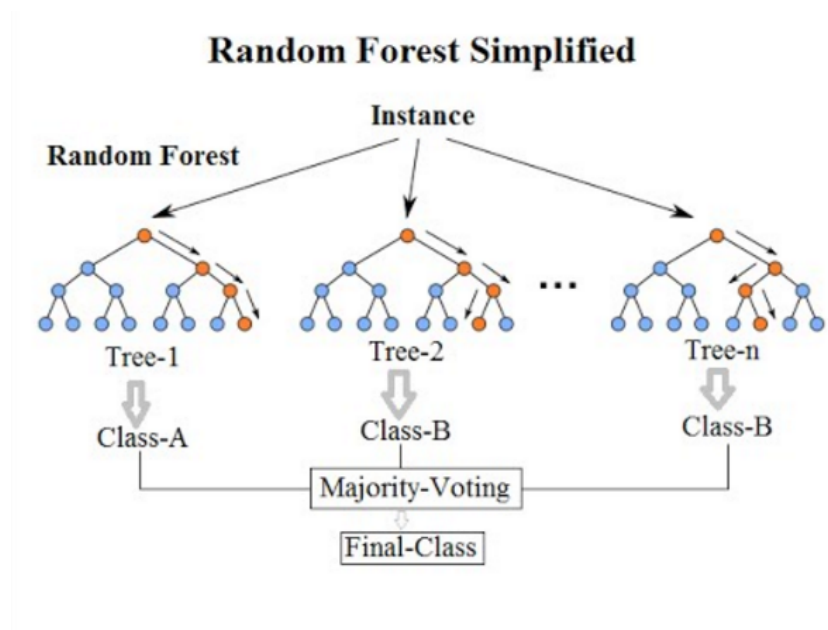 Random Forest Simplified
Instance
Random Forest
...
Tree-1
Tree-2
Tree-n
Class-A
Class-B
Class-B
Majority-Voting
Final-Class